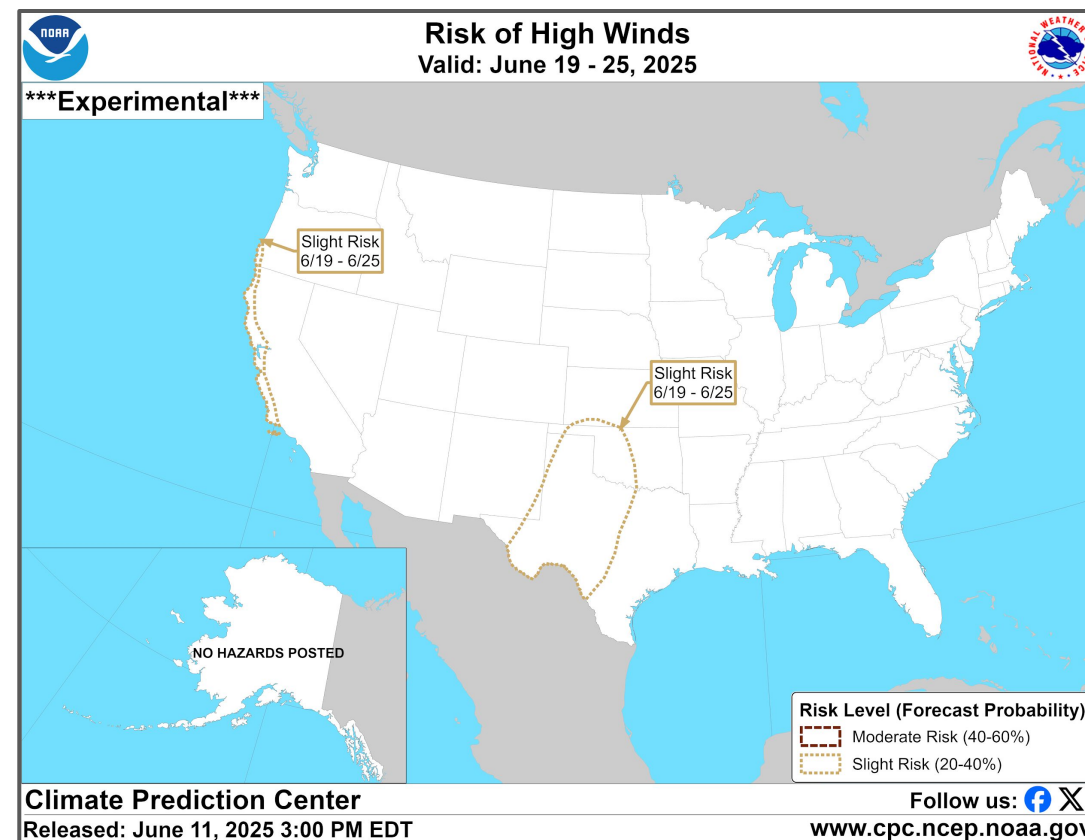 NOAA
Risk of High Winds
Valid: June 19 - 25, 2025
***Experimental***
Slight Risk
6/19 - 6/25
Slight Risk
6/19 - 6/25
NO HAZARDS POSTED
Risk Level (Forecast Probability)
Moderate Risk (40-60%)
Slight Risk (20-40%)
Climate Prediction Center
Follow us:
Released: June 11, 2025 3:00 PM EDT
www.cpc.ncep.noaa.gov